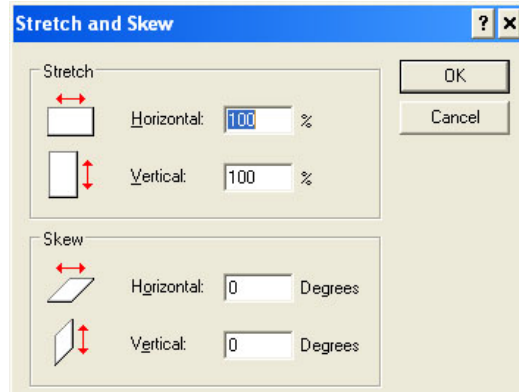 Stretch and Skew
Stretch
OK
Horizontal: 100 %
Cancel
Vertical: 100 %
Skew
Horizontal: 0 Degrees
Vertical: 0 Degrees